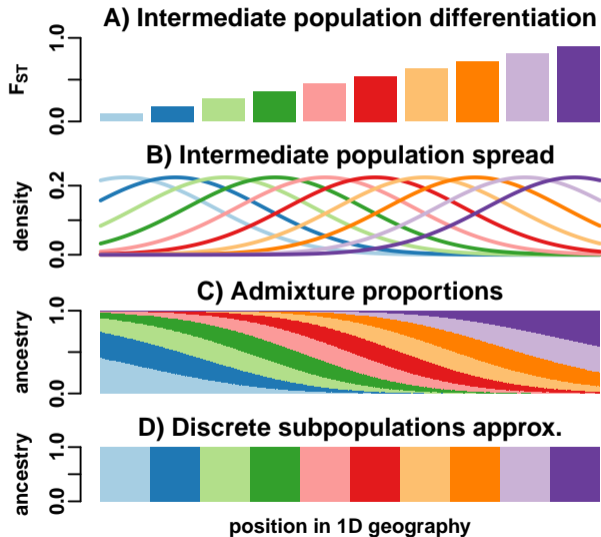 A) Intermediate population differentiation
FST
1.0
0.0
B) Intermediate population spread
density
0.2
0.0
C) Admixture proportions
ancestry
1.0
0.0
D) Discrete subpopulations approx.
ancestry
1.0
0.0
position in 1D geography